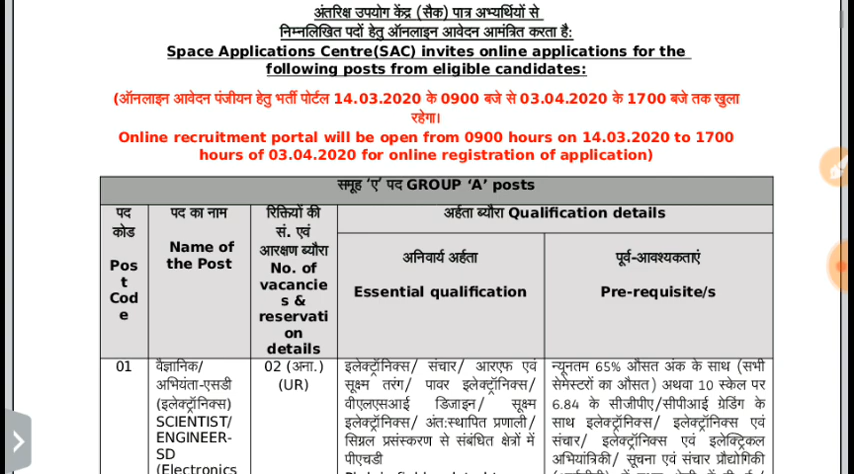 अंतरिक्ष उपयोग केंद्र (सैक) पात्र अभ्यर्थियों से
निम्नलिखित पदों हेतु ऑनलाइन आवेदन आमंत्रित करता है:
Space Applications Centre(SAC) invites online applications for the
following posts from eligible candidates:
(ऑनलाइन आवेदन पंजीयन हेतु भर्ती पोर्टल 14.03.2020 के 0900 बजे से 03.04.2020 के 1700 बजे तक खुला
रहेगा।
Online recruitment portal will be open from 0900 hours on 14.03.2020 to 1700
hours of 03.04.2020 for online registration of application)
समूह ‘ए’ पद GROUP ‘A’ posts
पद
कोड
Pos
t
Cod
e
पद का नाम
Name of
the Post
रिक्तियों की
सं. एवं
आरक्षण ब्यौरा
No. of
vacancie
s &
reservati
on
details
अर्हता ब्यौरा Qualification details
अनिवार्य अर्हता
Essential qualification
पूर्व-आवश्यकताएं
Pre-requisite/s
01
वैज्ञानिक/
अभियंता-एसडी
(इलेक्ट्रॉनिक्स)
SCIENTIST/
ENGINEER-
SD
(Electronics
02 (अना.)
(UR)
इलेक्ट्रॉनिक्स/ संचार/ आरएफ एवं
सूक्ष्म तरंग/ पावर इलेक्ट्रॉनिक्स/
वीएलएसआई डिजाइन/ सूक्ष्म
इलेक्ट्रॉनिक्स/ अंत:स्थापित प्रणाली/
सिग्नल प्रसंस्करण से संबंधित क्षेत्रों में
पीएचडी
न्यूनतम 65% औसत अंक के साथ (सभी
सेमेस्टरों का औसत) अथवा 10 स्केल पर
6.84 के सीजीपीए/सीपीआई ग्रेडिंग के
साथ इलेक्ट्रॉनिक्स/ इलेक्ट्रॉनिक्स एवं
संचार/ इलेक्ट्रॉनिक्स एवं इलेक्ट्रिकल
अभियांत्रिकी/ सूचना एवं संचार प्रौद्योगिकी